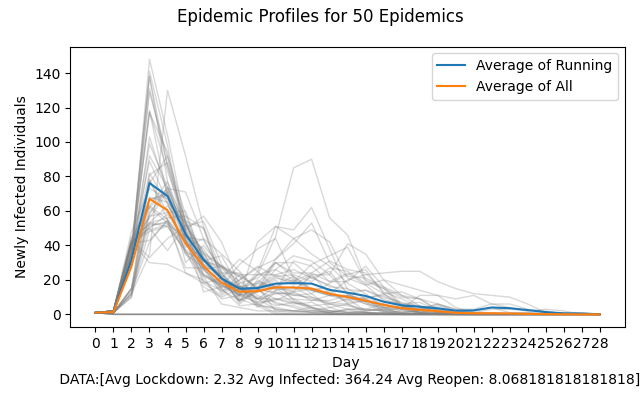 Epidemic Profiles for 50 Epidemics
Newly Infected Individuals
140
120
100
80
60
40
20
0
Average of Running
Average of All
0 1 2 3 4 5 6 7 8 9 10 11 12 13 14 15 16 17 18 19 20 21 22 23 24 25 26 27 28
Day
DATA:[Avg Lockdown: 2.32 Avg Infected: 364.24 Avg Reopen: 8.068181818181818]